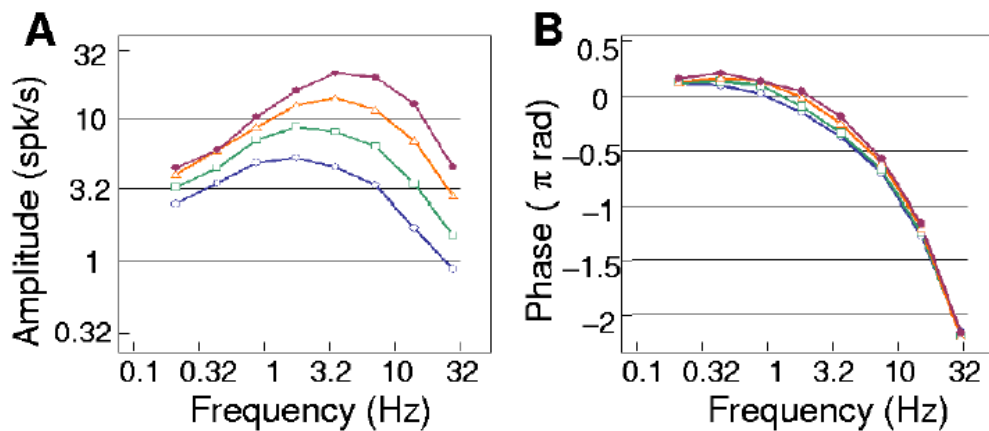 A
32
10
3.2
1
0.32
Amplitude (spk/s)
0.1 0.32 1 3.2 10 32
Frequency (Hz)
B
0.5
0
−0.5
−1
−1.5
−2
Phase ( π rad)
0.1 0.32 1 3.2 10 32
Frequency (Hz)